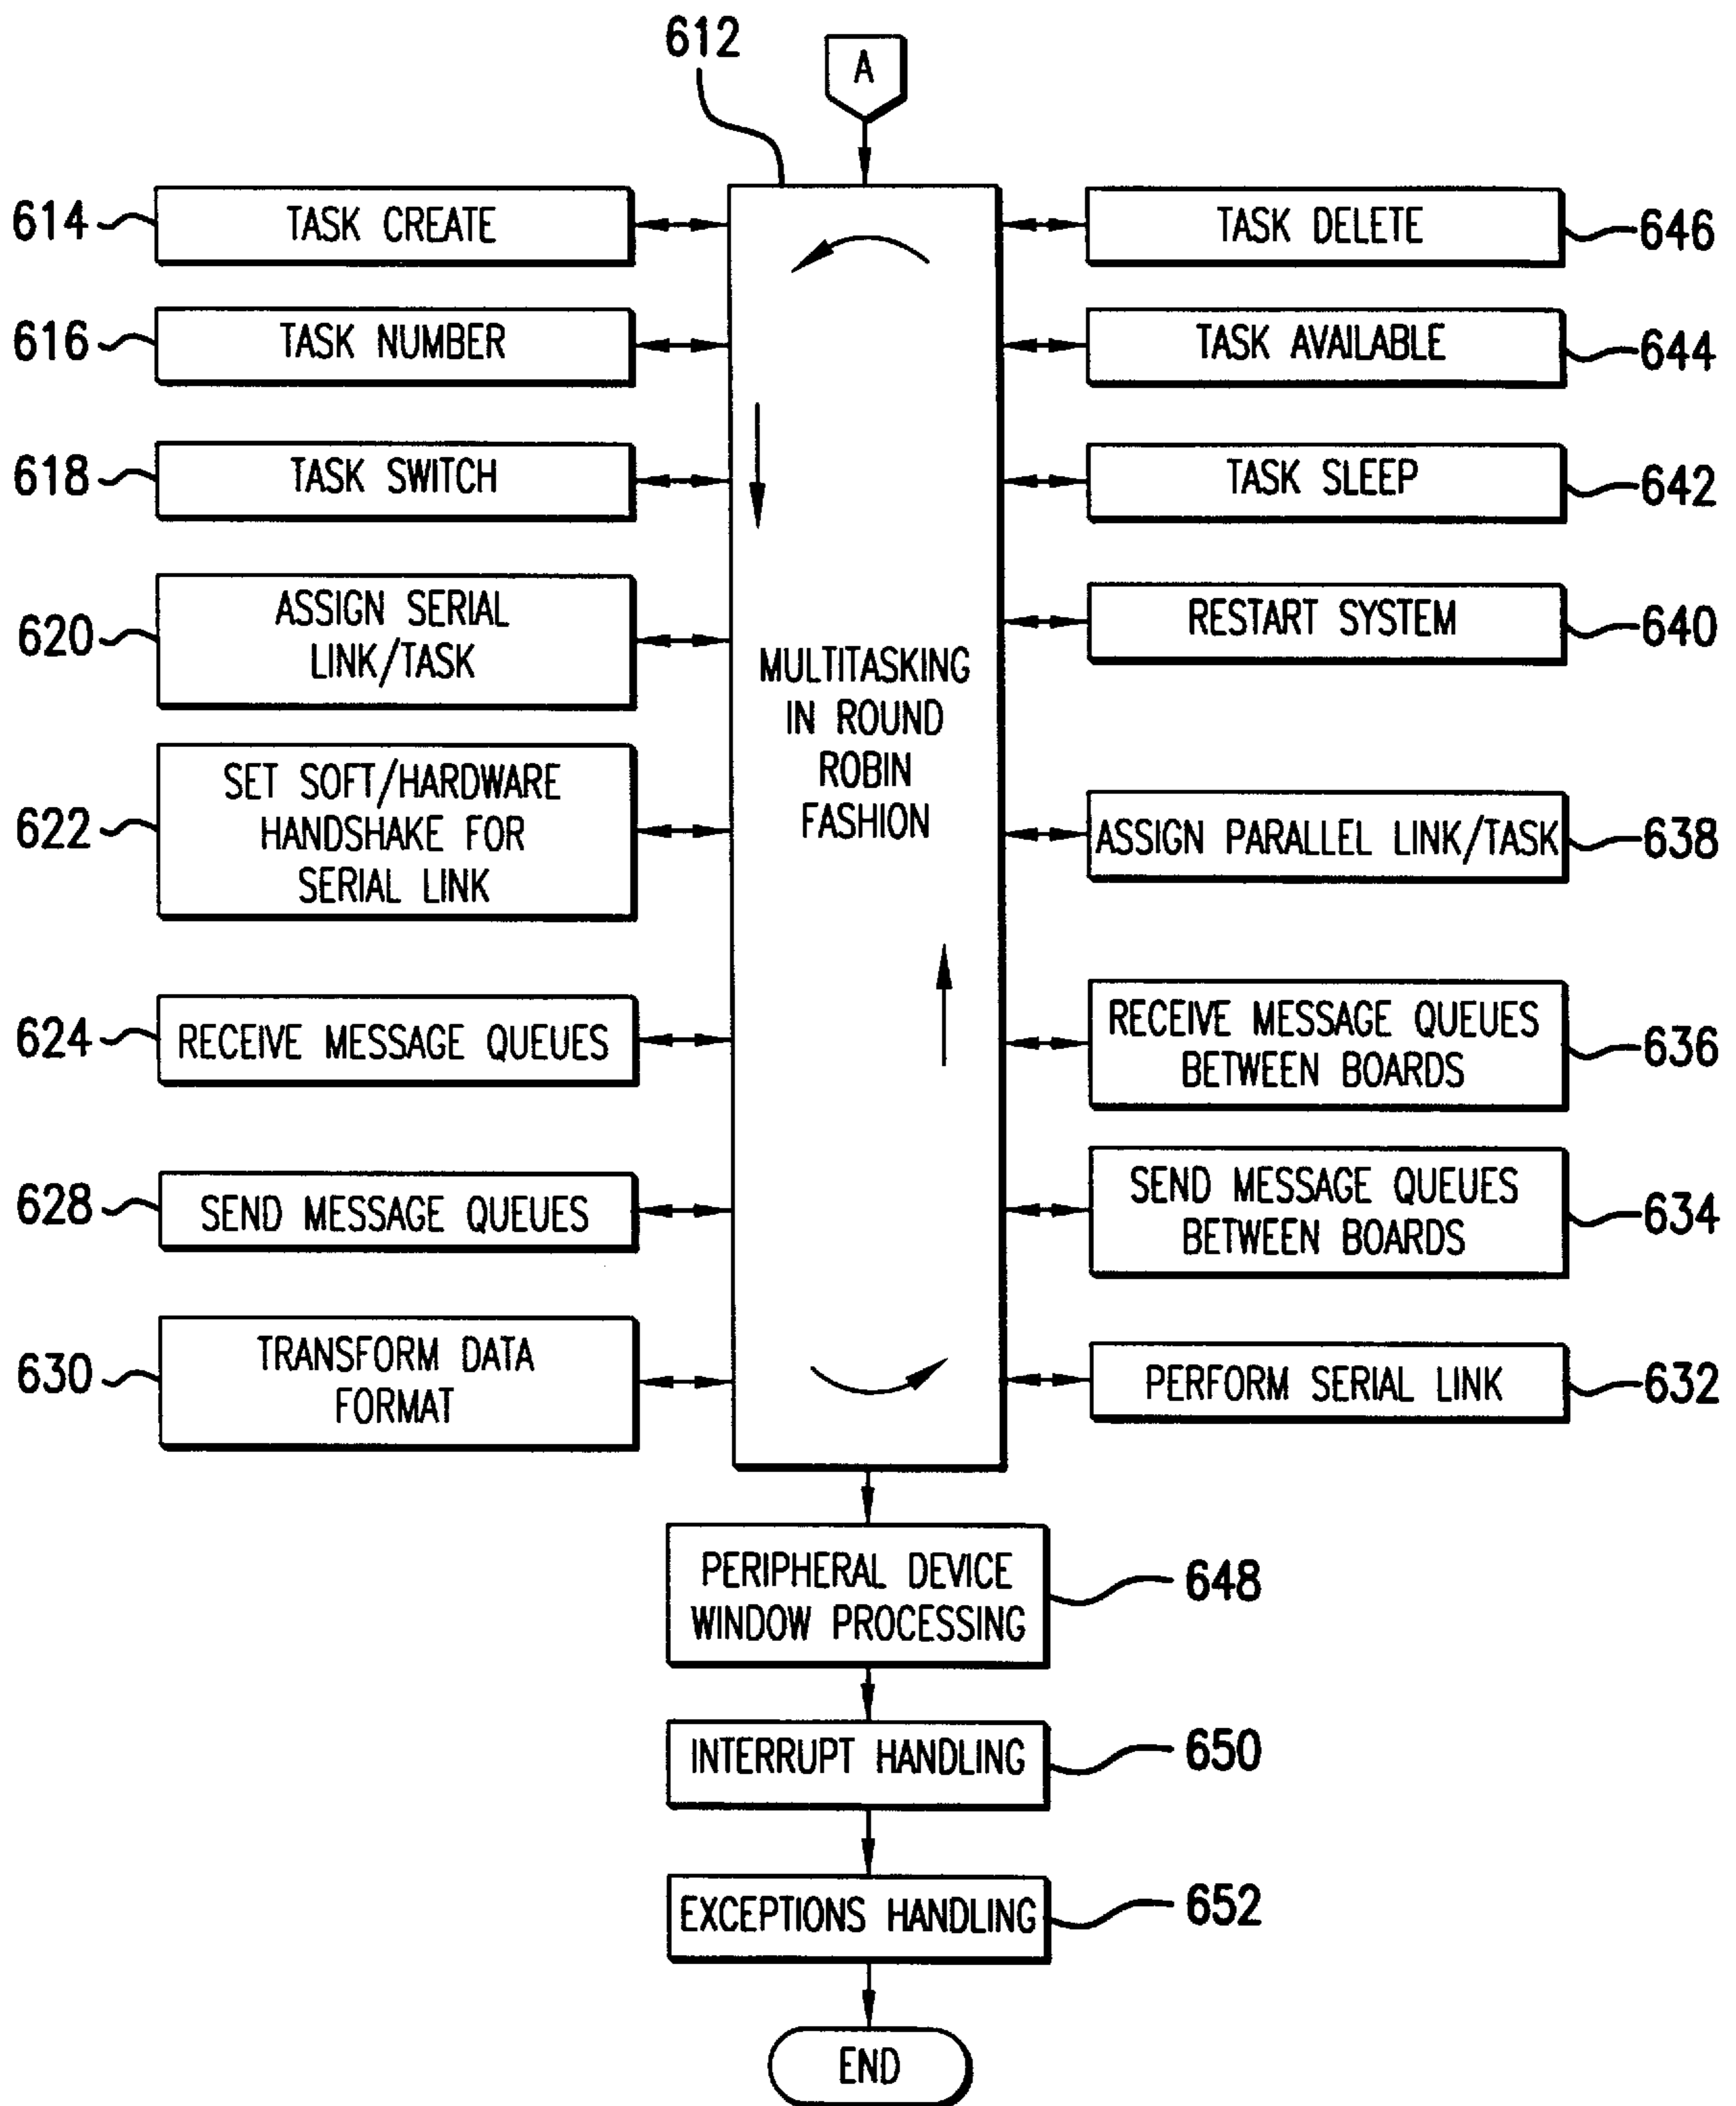 612
A
614
TASK CREATE
616
TASK NUMBER
618
TASK SWITCH
620
ASSIGN SERIAL
LINK/TASK
622
SET SOFT/HARDWARE
HANDSHAKE FOR
SERIAL LINK
624
RECEIVE MESSAGE QUEUES
628
SEND MESSAGE QUEUES
630
TRANSFORM DATA
FORMAT
MULTITASKING
IN ROUND
ROBIN
FASHION
TASK DELETE
646
TASK AVAILABLE
644
TASK SLEEP
642
RESTART SYSTEM
640
ASSIGN PARALLEL LINK/TASK
638
RECEIVE MESSAGE QUEUES
BETWEEN BOARDS
636
SEND MESSAGE QUEUES
BETWEEN BOARDS
634
PERFORM SERIAL LINK
632
PERIPHERAL DEVICE
WINDOW PROCESSING
648
INTERRUPT HANDLING
650
EXCEPTIONS HANDLING
652
END